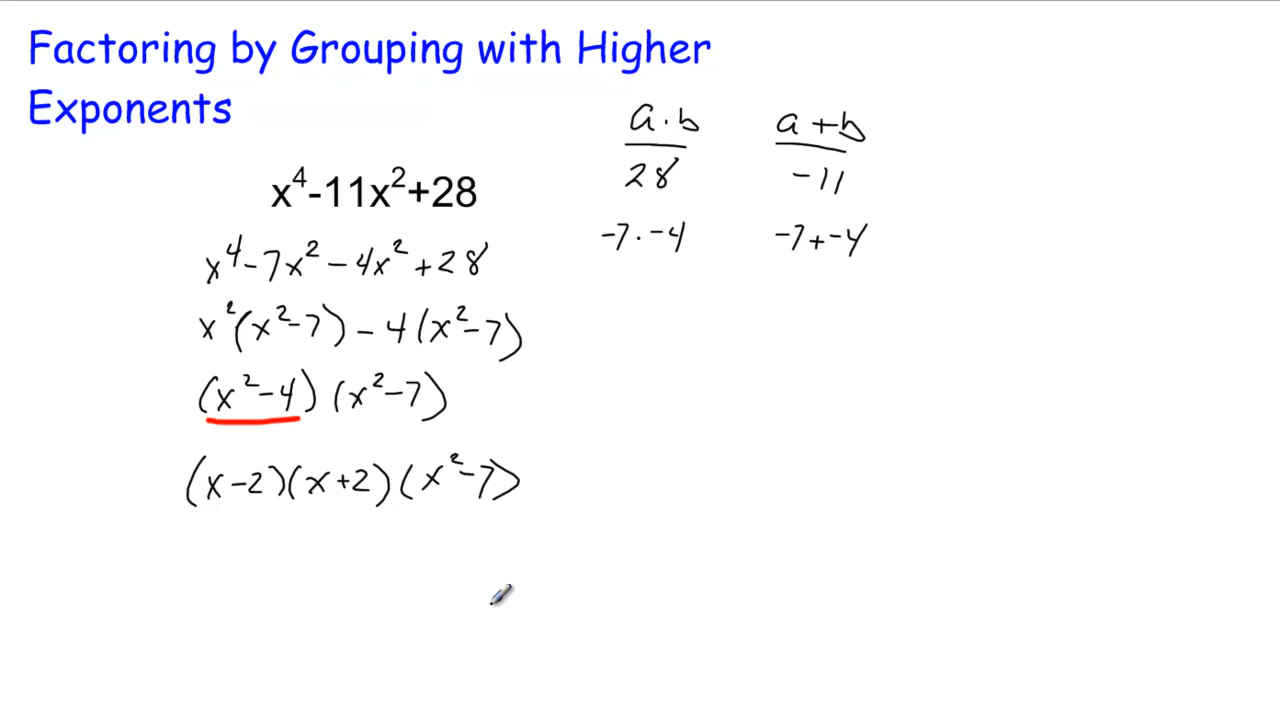 Factoring by Grouping with Higher
Exponents
a·b a+b
28 -11
-7·-4 -7+-4
x⁴-11x²+28
x⁴-7x²-4x²+28
x²(x²-7)-4(x²-7)
(x²-4)(x²-7)
(x-2)(x+2)(x²-7)